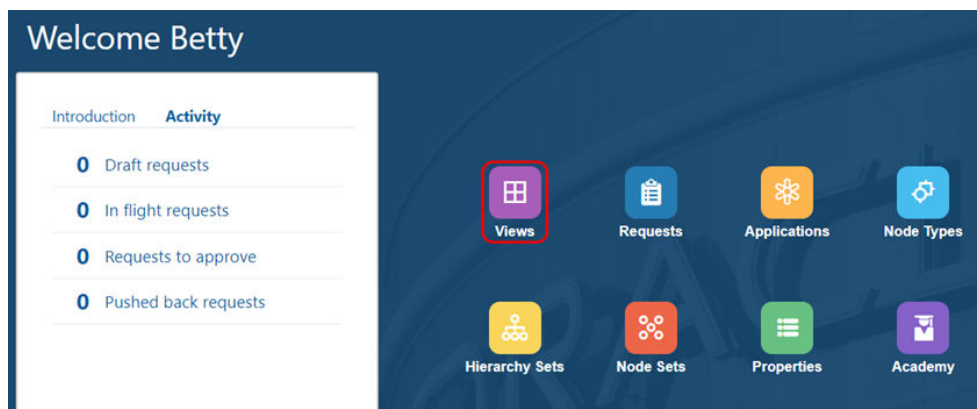 Welcome Betty
Introduction Activity
0 Draft requests
0 In flight requests
0 Requests to approve
0 Pushed back requests
Views Requests Applications Node Types
Hierarchy Sets Node Sets Properties Academy